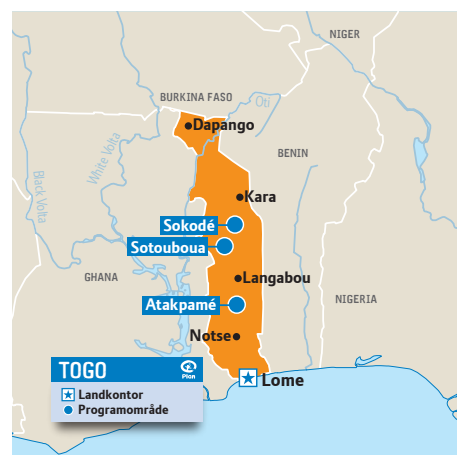 NIGER
BURKINA FASO
Oti
Dapango
White Volta
BENIN
Black Volta
Kara
Sokodé
Sotouboua
GHANA
Langabou
NIGERIA
Atakpamé
Notse
TOGO
Plan
Lome
Landkontor
Programområde